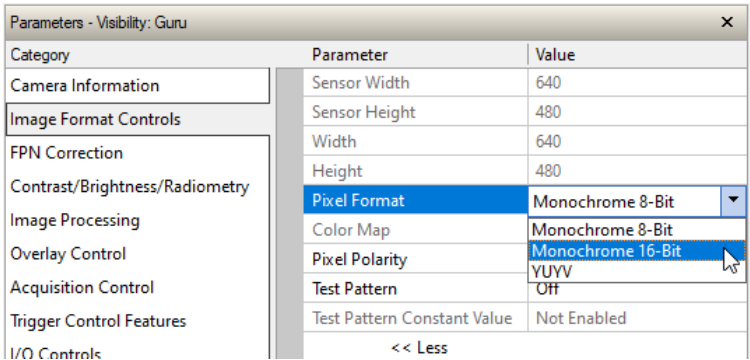 Parameters - Visibility: Guru ×
Category Parameter Value
Camera Information Sensor Width 640
Image Format Controls Sensor Height 480
FPN Correction Width 640
Contrast/Brightness/Radiometry Height 480
Image Processing Pixel Format Monochrome 8-Bit
Overlay Control Color Map Monochrome 8-Bit
Acquisition Control Pixel Polarity Monochrome 16-Bit
YUYV
Trigger Control Features Test Pattern Off
I/O Controls Test Pattern Constant Value Not Enabled
<< Less